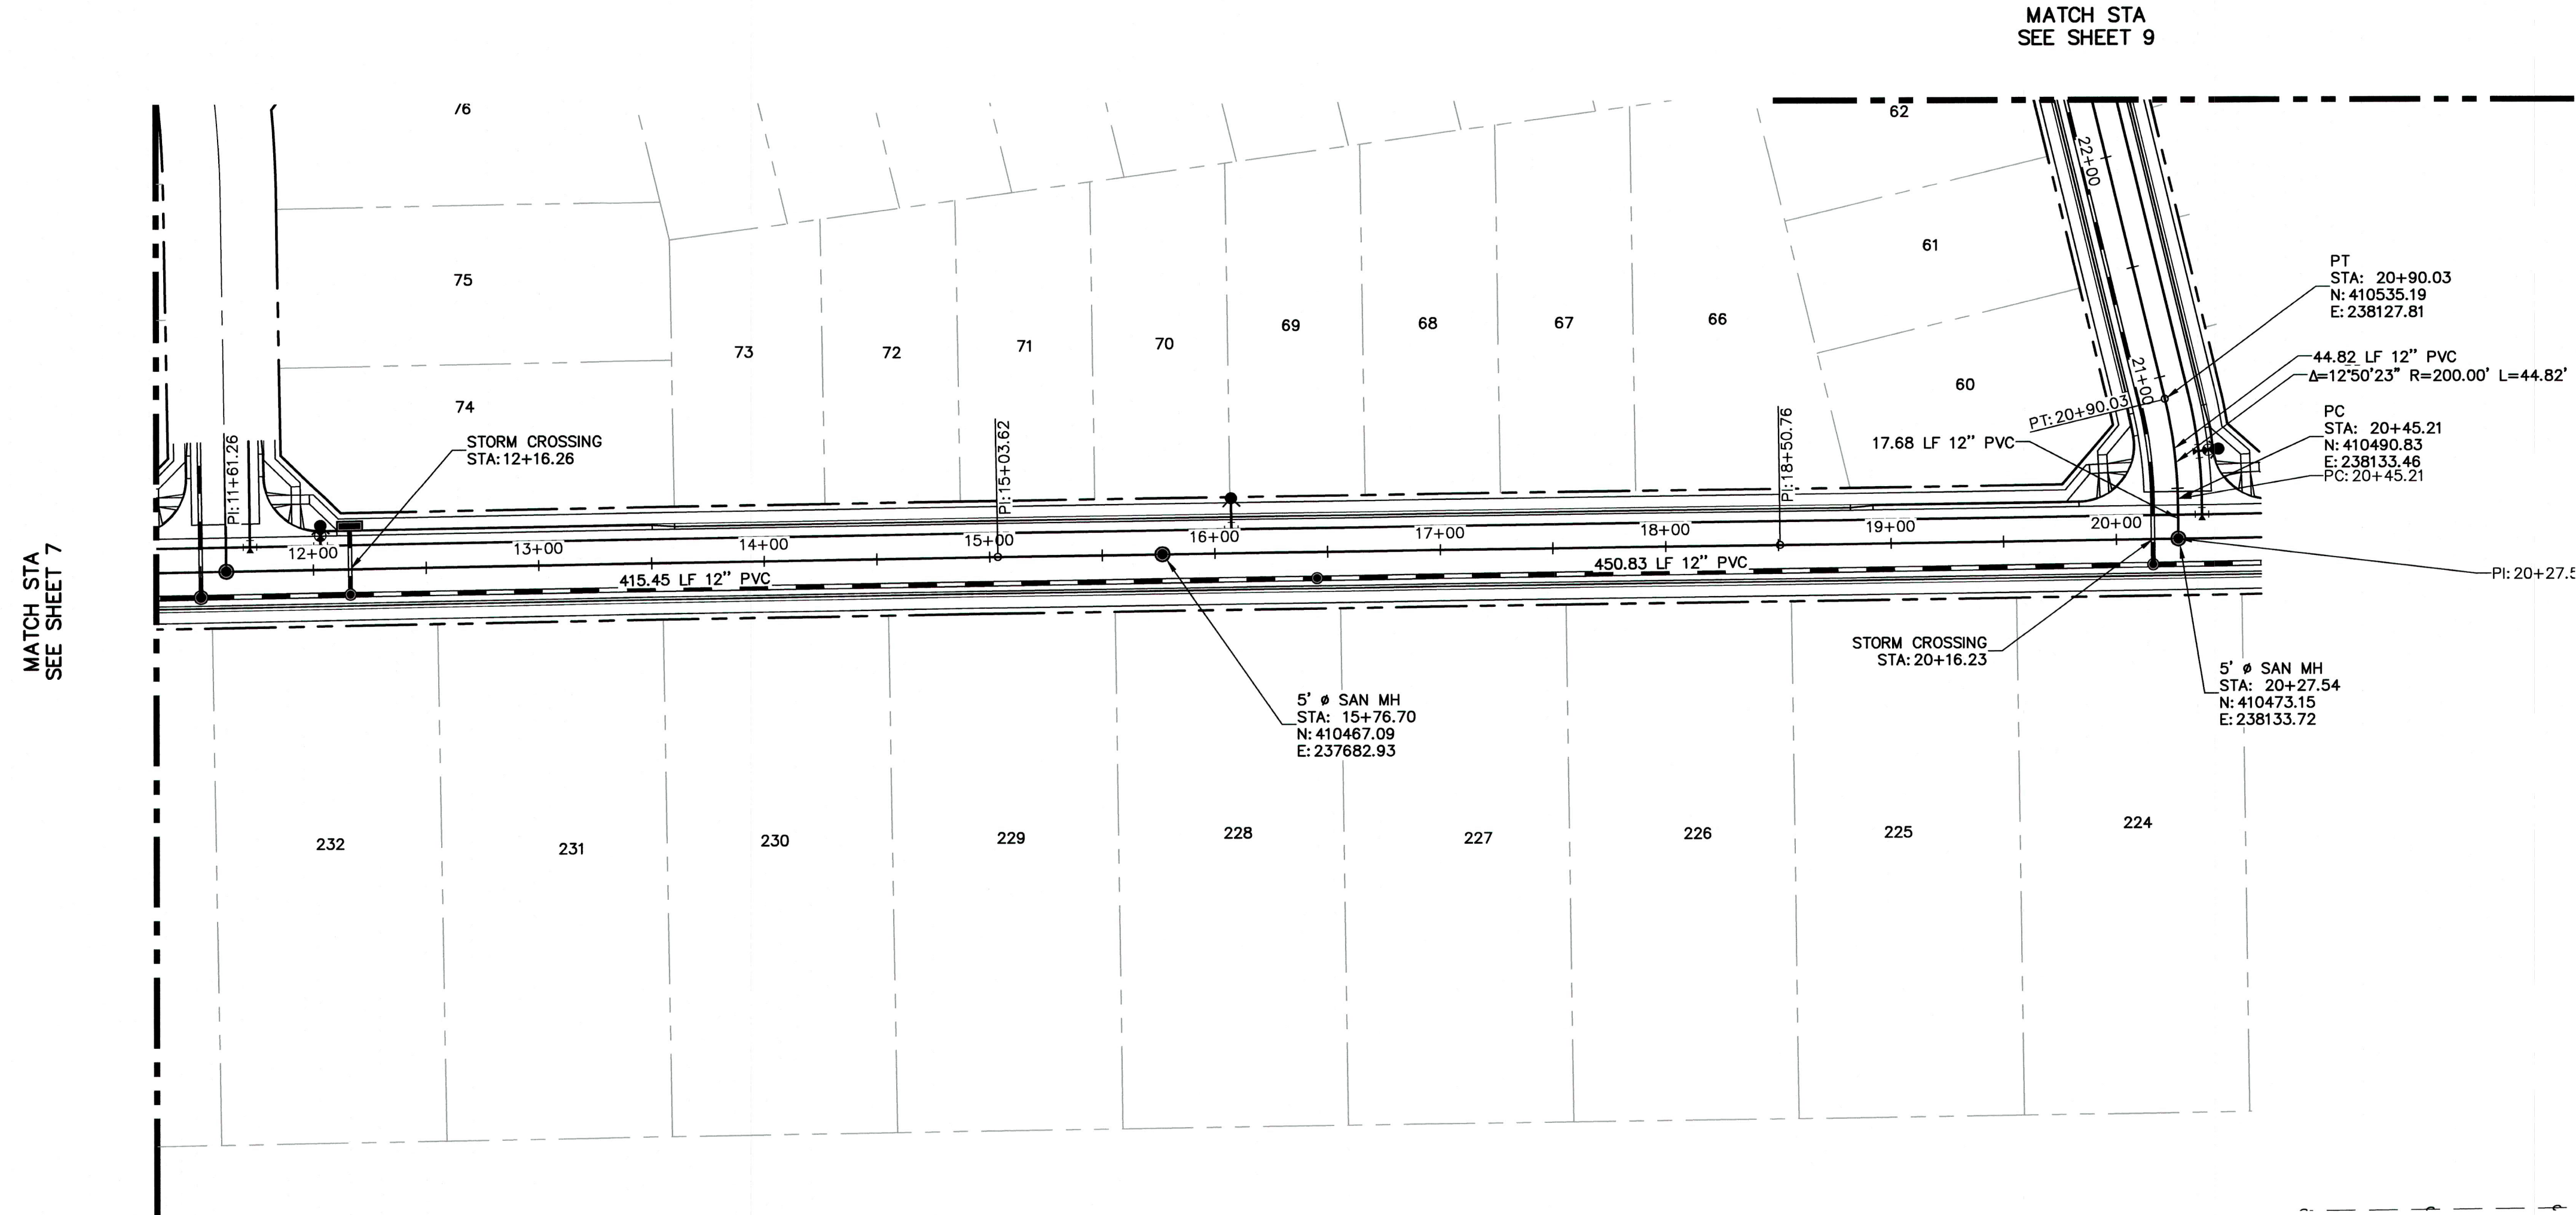 MATCH STA
SEE SHEET 9
62
22+00
75
61
PT
STA: 20+90.03
N: 410535.19
E: 238127.81
73
72
71
70
69
68
67
66
60
21+00
44.82 LF 12" PVC
Δ=12°50'23" R=200.00' L=44.82'
74
PT: 20+90.03
PC
STA: 20+45.21
N: 410490.83
E: 238133.46
PC: 20+45.21
STORM CROSSING
STA: 12+16.26
17.68 LF 12" PVC
PI: 11+61.26
PI: 15+03.62
PI: 18+50.76
12+00
13+00
14+00
15+00
16+00
17+00
18+00
19+00
20+00
415.45 LF 12" PVC
450.83 LF 12" PVC
MATCH STA
SEE SHEET 7
STORM CROSSING
STA: 20+16.23
5' ø SAN MH
STA: 20+27.54
N: 410473.15
E: 238133.72
5' ø SAN MH
STA: 15+76.70
N: 410467.09
E: 237682.93
232
231
230
229
228
227
226
225
224